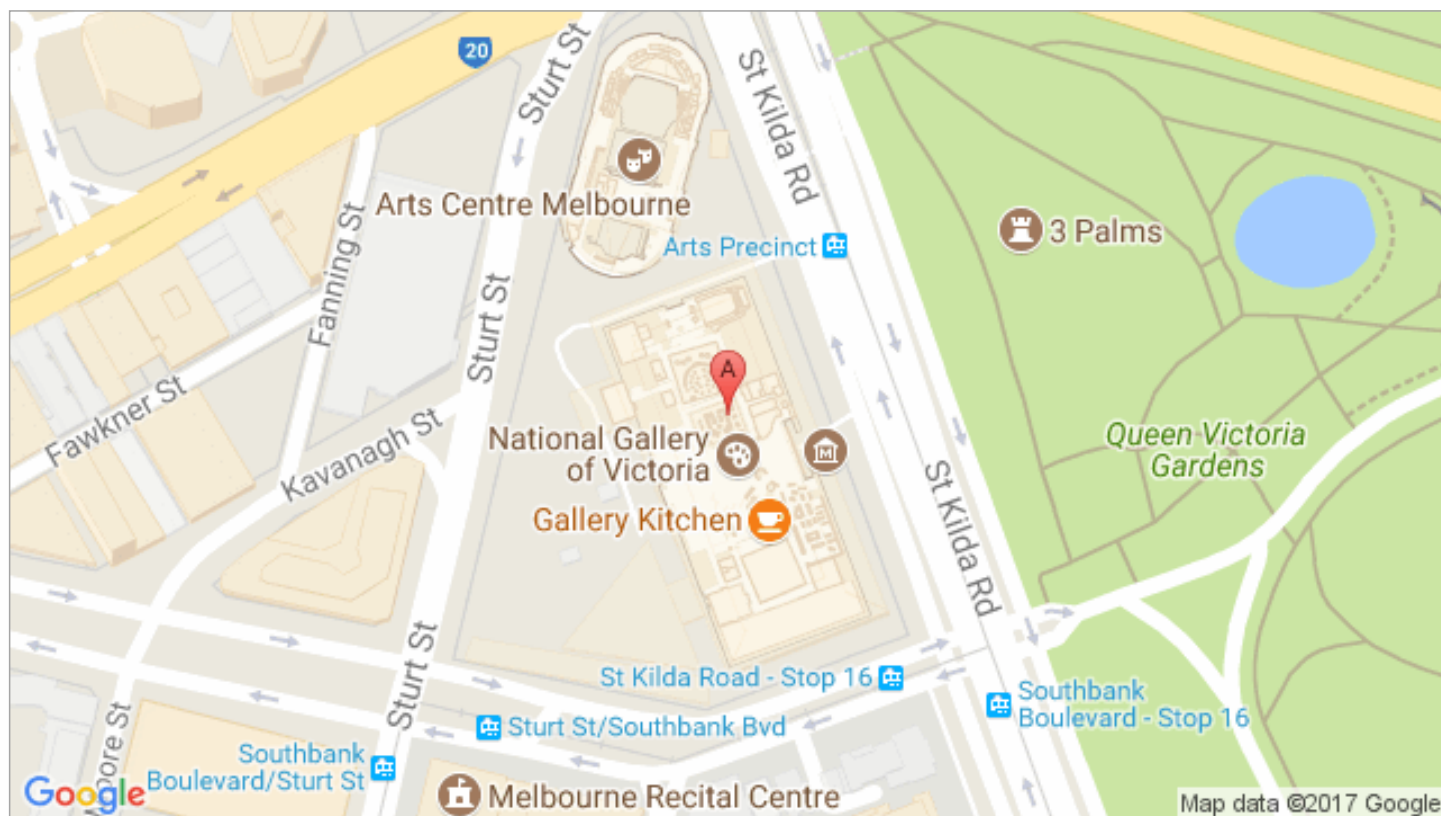 20
Sturt St
St Kilda Rd
Arts Centre Melbourne
3 Palms
Arts Precinct
Fanning St
Sturt St
A
Fawkner St
Kavanagh St
National Gallery
of Victoria
M
Queen Victoria
Gardens
Gallery Kitchen
St Kilda Rd
Sturt St
St Kilda Road - Stop 16
Southbank
Boulevard - Stop 16
Sturt St/Southbank Bvd
Southbank
Boulevard/Sturt St
Google
Melbourne Recital Centre
Map data ©2017 Google